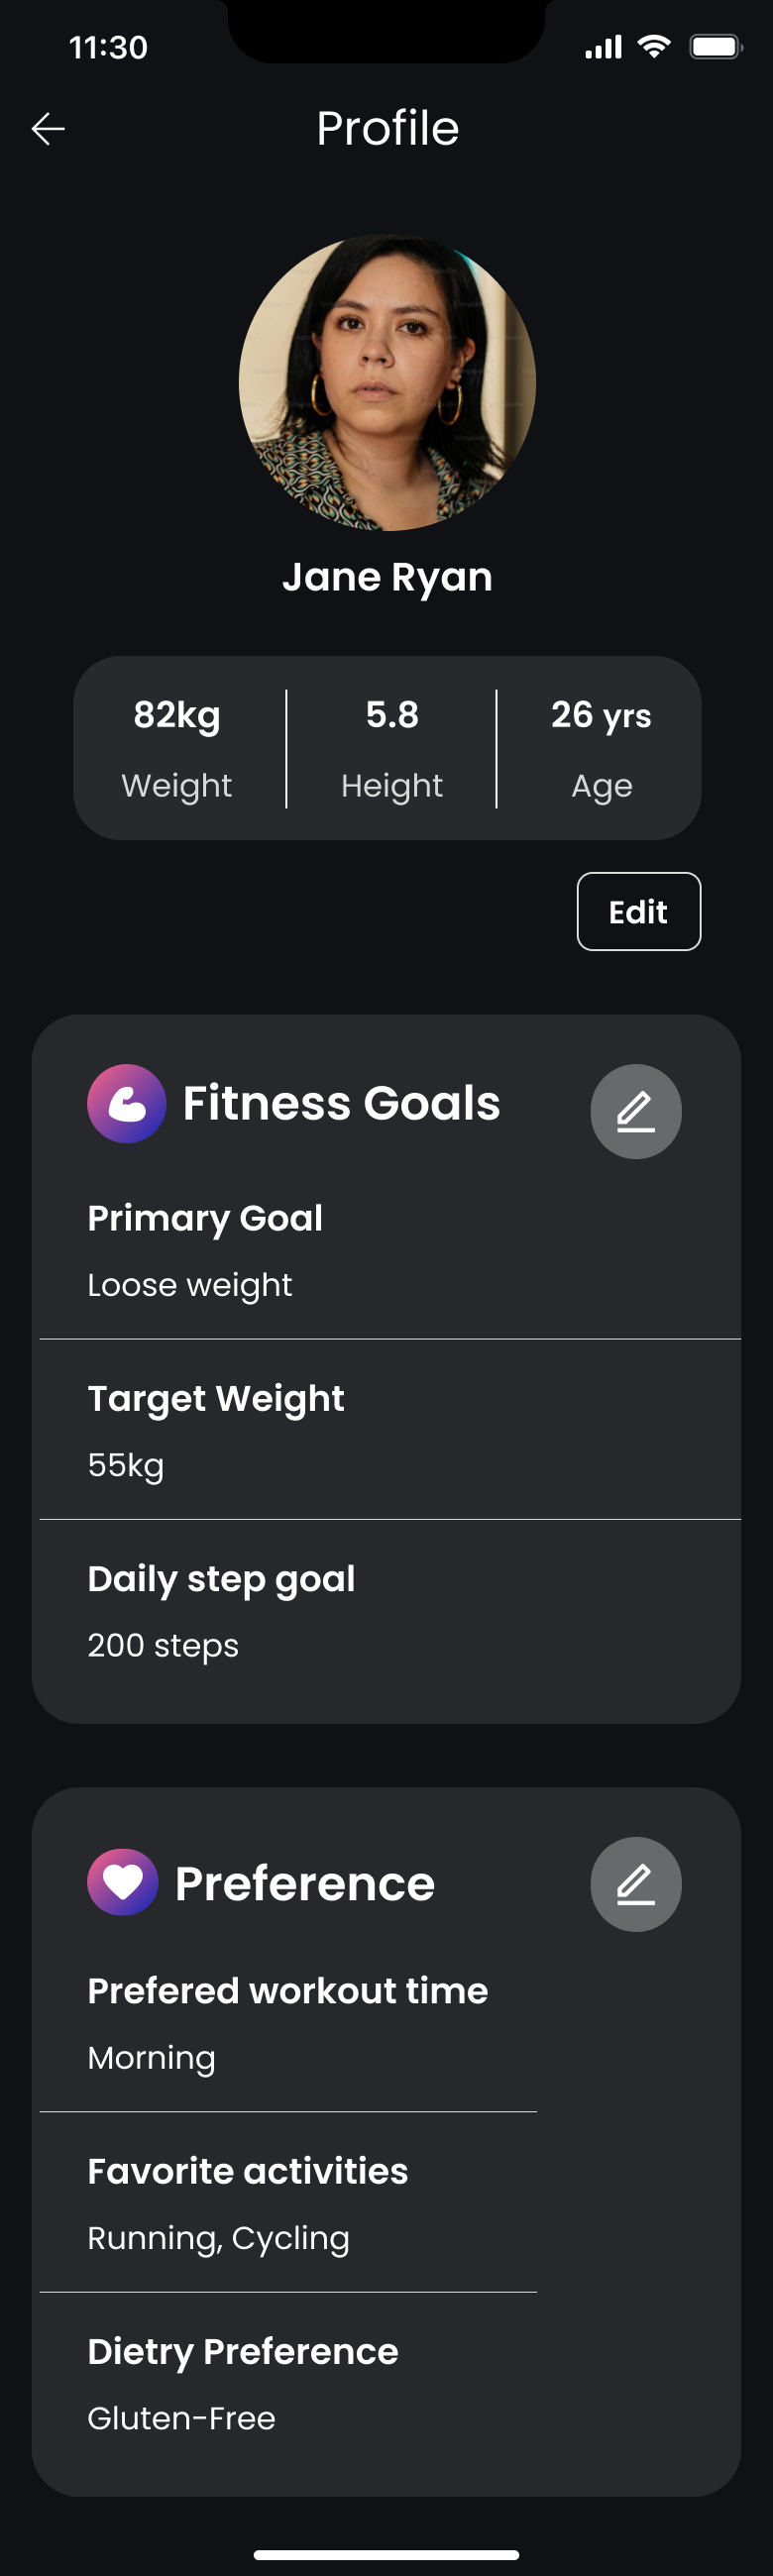 11:30
Profile
Jane Ryan
82kg 5.8 26 yrs
Weight Height Age
Edit
Fitness Goals
Primary Goal
Loose weight
Target Weight
55kg
Daily step goal
200 steps
Preference
Prefered workout time
Morning
Favorite activities
Running, Cycling
Dietry Preference
Gluten-Free